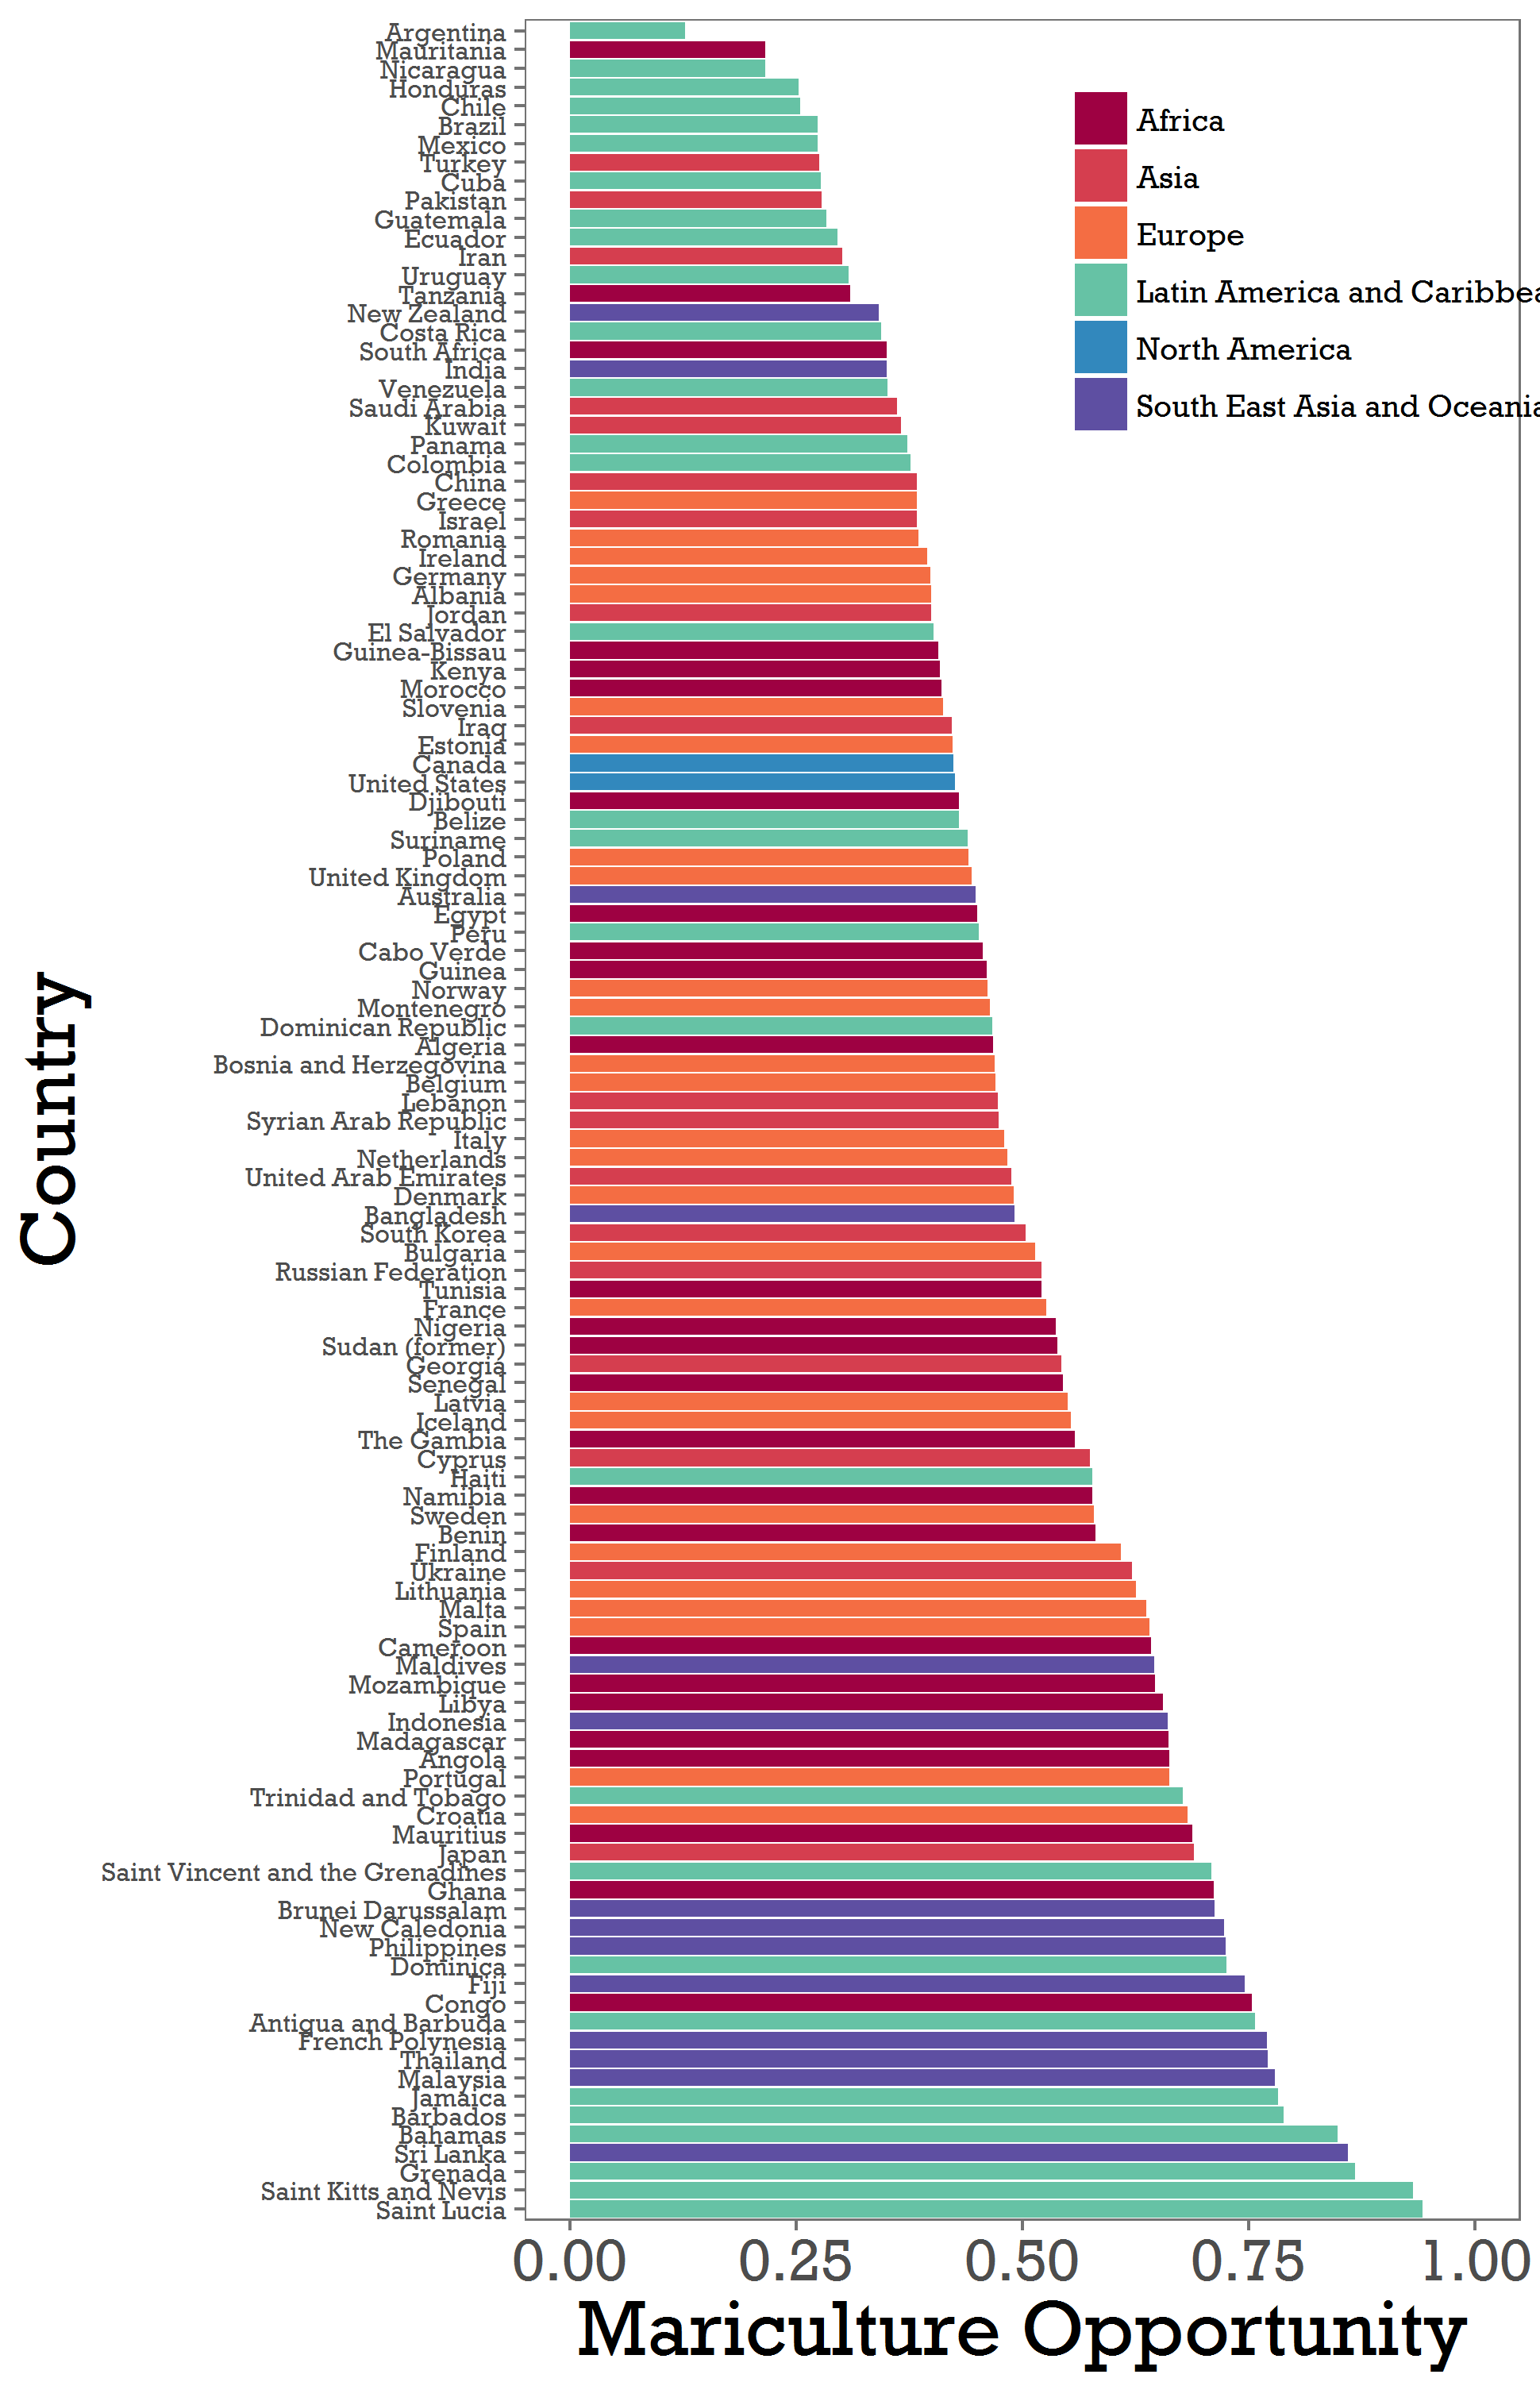 Argentina
Mauritania
Nicaragua
Honduras
Chile
Brazil
Mexico
Turkey
Cuba
Pakistan
Guatemala
Ecuador
Iran
Uruguay
Tanzania
New Zealand
Costa Rica
South Africa
India
Venezuela
Saudi Arabia
Kuwait
Panama
Colombia
China
Greece
Israel
Romania
Ireland
Germany
Albania
Jordan
El Salvador
Guinea-Bissau
Kenya
Morocco
Slovenia
Iraq
Estonia
Canada
United States
Djibouti
Belize
Suriname
Poland
United Kingdom
Australia
Egypt
Peru
Cabo Verde
Guinea
Norway
Montenegro
Dominican Republic
Algeria
Bosnia and Herzegovina
Belgium
Lebanon
Syrian Arab Republic
Italy
Netherlands
United Arab Emirates
Denmark
Bangladesh
South Korea
Bulgaria
Russian Federation
Tunisia
France
Nigeria
Sudan (former)
Georgia
Senegal
Latvia
Iceland
The Gambia
Cyprus
Haiti
Namibia
Sweden
Benin
Finland
Ukraine
Lithuania
Malta
Spain
Cameroon
Maldives
Mozambique
Libya
Indonesia
Madagascar
Angola
Portugal
Trinidad and Tobago
Croatia
Mauritius
Japan
Saint Vincent and the Grenadines
Ghana
Brunei Darussalam
New Caledonia
Philippines
Dominica
Fiji
Congo
Antigua and Barbuda
French Polynesia
Thailand
Malaysia
Jamaica
Barbados
Bahamas
Sri Lanka
Grenada
Saint Kitts and Nevis
Saint Lucia
Country
Africa
Asia
Europe
Latin America and Caribbea
North America
South East Asia and Oceania
0.00 0.25 0.50 0.75 1.00
Mariculture Opportunity